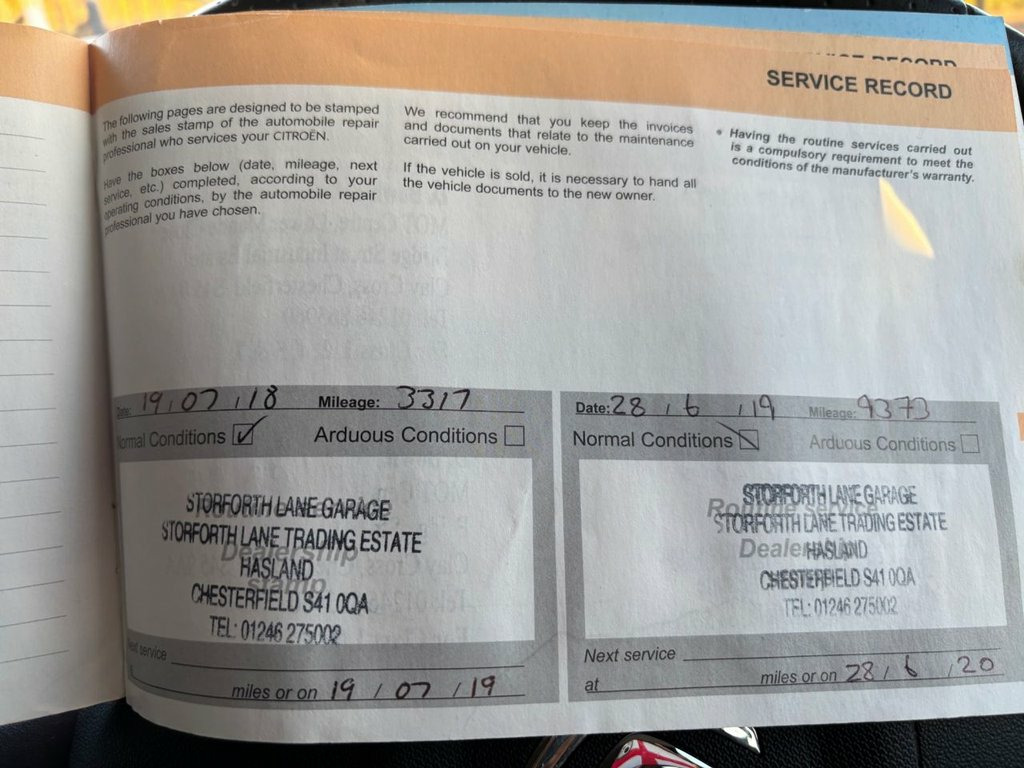 SERVICE RECORD
The following pages are designed to be stamped
with the sales stamp of the automobile repair
professional who services your CITROËN.
Have the boxes below (date, mileage, next
service, etc.) completed, according to your
operating conditions, by the automobile repair
professional you have chosen.
We recommend that you keep the invoices
and documents that relate to the maintenance
carried out on your vehicle.
If the vehicle is sold, it is necessary to hand all
the vehicle documents to the new owner.
• Having the routine services carried out
is a compulsory requirement to meet the
conditions of the manufacturer's warranty.
Date: 19 / 07 / 18 Mileage: 3317
Normal Conditions Arduous Conditions
STORFORTH LANE GARAGE
STORFORTH LANE TRADING ESTATE
Dealership
HASLAND
stamp
CHESTERFIELD S41 0QA
TEL: 01246 275002
Next service
miles or on 19 / 07 / 19
Date: 28 / 6 / 19 Mileage: 9373
Normal Conditions Arduous Conditions
STORFORTH LANE GARAGE
Routine service
STORFORTH LANE TRADING ESTATE
HASLAND
CHESTERFIELD S41 0QA
TEL: 01246 275002
Next service
at miles or on 28 / 6 / 20